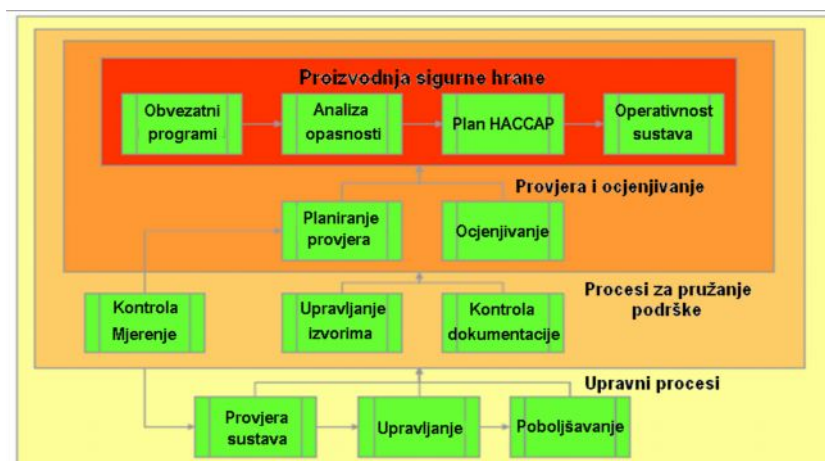 Proizvodnja sigurne hrane
Obvezatni
programi
Analiza
opasnosti
Plan HACCAP
Operativnost
sustava
Provjera i ocjenjivanje
Planiranje
provjera
Ocjenjivanje
Procesi za pružanje
podrške
Kontrola
Mjerenje
Upravljanje
izvorima
Kontrola
dokumentacije
Upravni procesi
Provjera
sustava
Upravljanje
Poboljšavanje